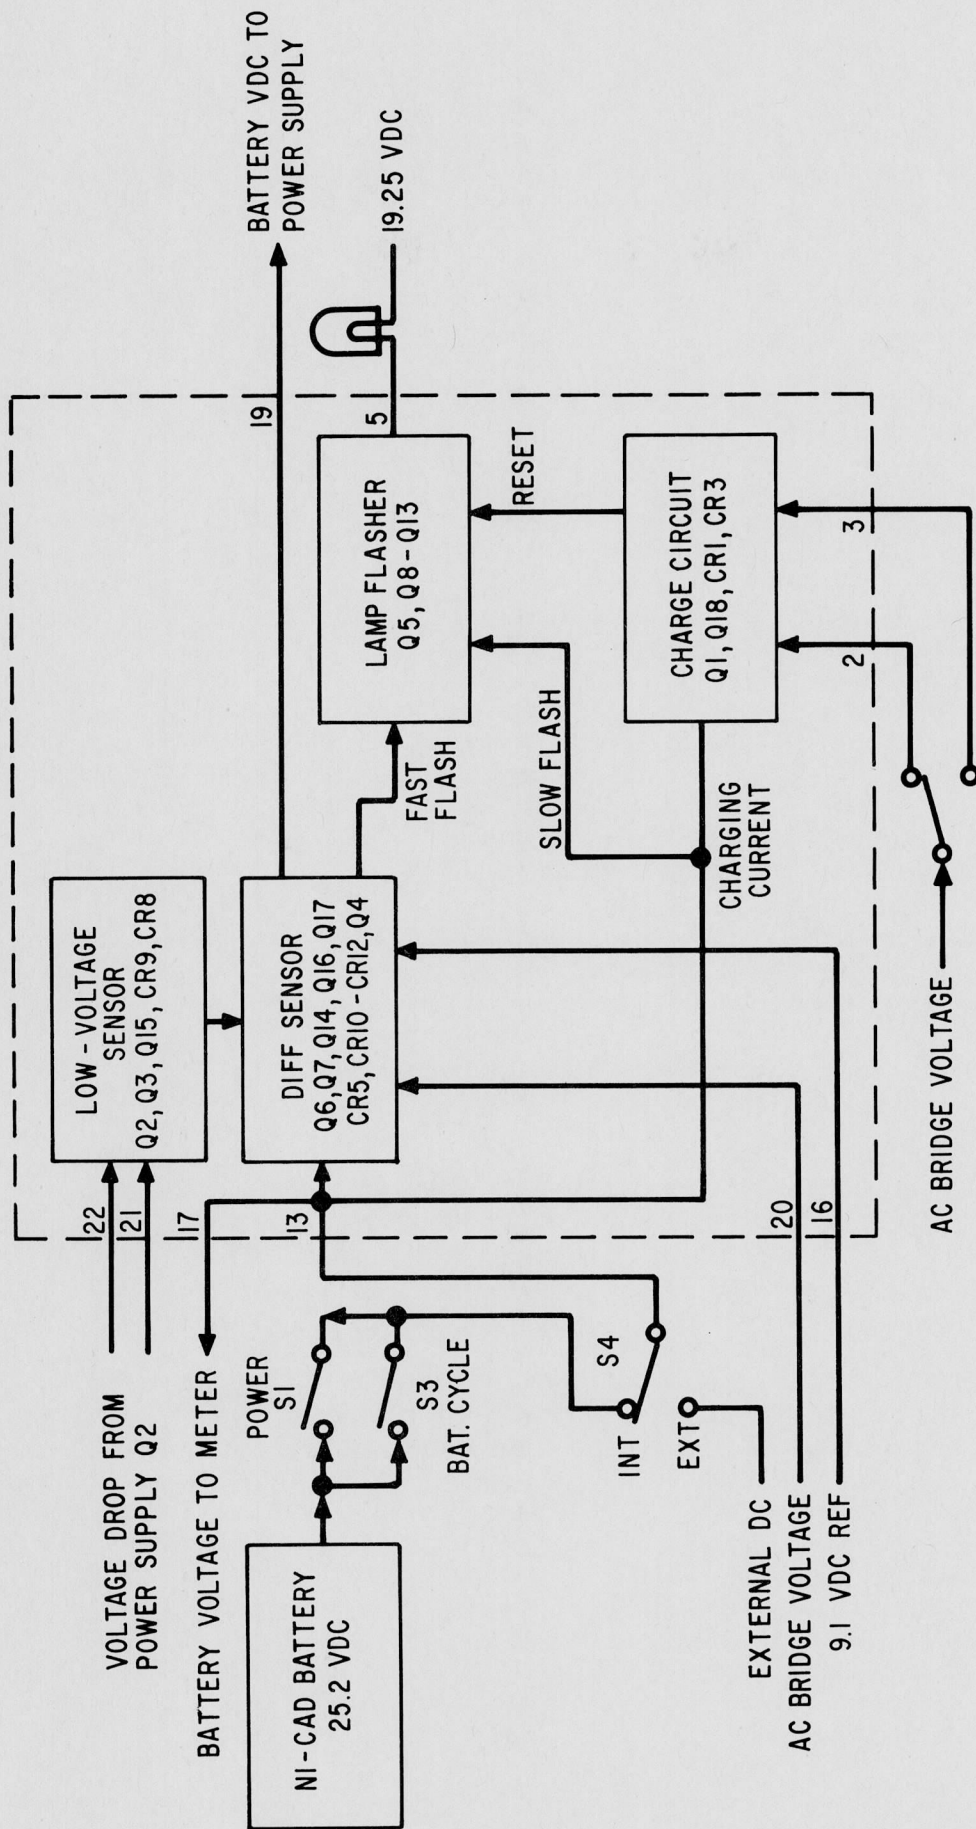 VOLTAGE DROP FROM
POWER SUPPLY Q2
22
21
LOW-VOLTAGE
SENSOR
Q2, Q3, Q15, CR9, CR8
BATTERY VOLTAGE TO METER
17
NI-CAD BATTERY
25.2 VDC
POWER
S1
S3
BAT. CYCLE
13
DIFF SENSOR
Q6, Q7, Q14, Q16, Q17
CR5, CR10-CR12, Q4
19
BATTERY VDC TO
POWER SUPPLY
FAST
FLASH
LAMP FLASHER
Q5, Q8-Q13
5
19.25 VDC
INT
S4
EXT
SLOW FLASH
RESET
CHARGING
CURRENT
CHARGE CIRCUIT
Q1, Q18, CR1, CR3
EXTERNAL DC
AC BRIDGE VOLTAGE
20
9.1 VDC REF
16
2
3
AC BRIDGE VOLTAGE